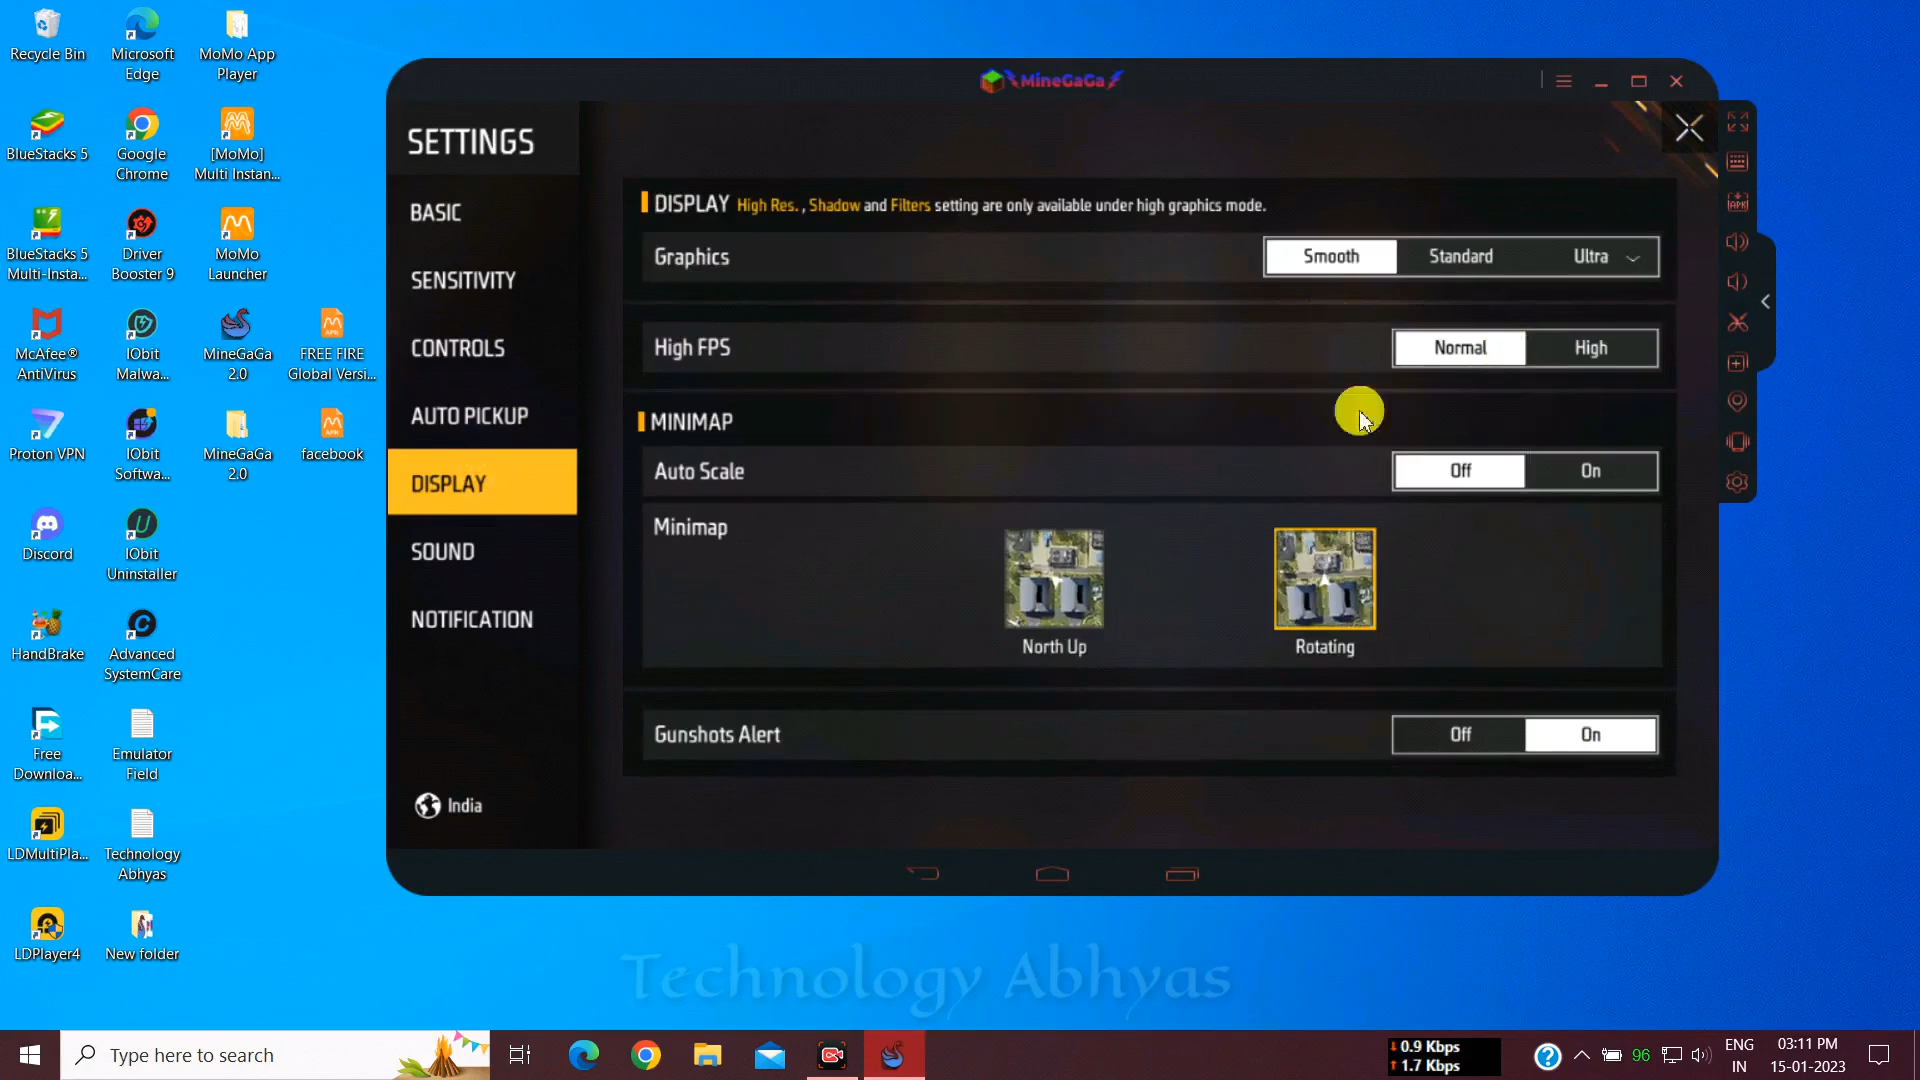 Recycle Bin
Microsoft
Edge
MoMo App
Player
BlueStacks 5
Google
Chrome
[MoMo]
Multi Instan...
BlueStacks 5
Multi-Insta...
Driver
Booster 9
MoMo
Launcher
McAfee®
AntiVirus
IObit
Malwa...
MineGaGa
2.0
FREE FIRE
Global Versi...
Proton VPN
IObit
Softwa...
MineGaGa
2.0
facebook
Discord
IObit
Uninstaller
HandBrake
Advanced
SystemCare
Free
Downloa...
Emulator
Field
LDMultiPla...
Technology
Abhyas
LDPlayer4
New folder
MineGaGa
SETTINGS
BASIC
SENSITIVITY
CONTROLS
AUTO PICKUP
DISPLAY
SOUND
NOTIFICATION
India
DISPLAY High Res. , Shadow and Filters setting are only available under high graphics mode.
Graphics Smooth Standard Ultra
High FPS Normal High
MINIMAP
Auto Scale Off On
Minimap
North Up Rotating
Gunshots Alert Off On
APK
Technology Abhyas
Type here to search
0.9 Kbps
1.7 Kbps
96
ENG
IN
03:11 PM
15-01-2023